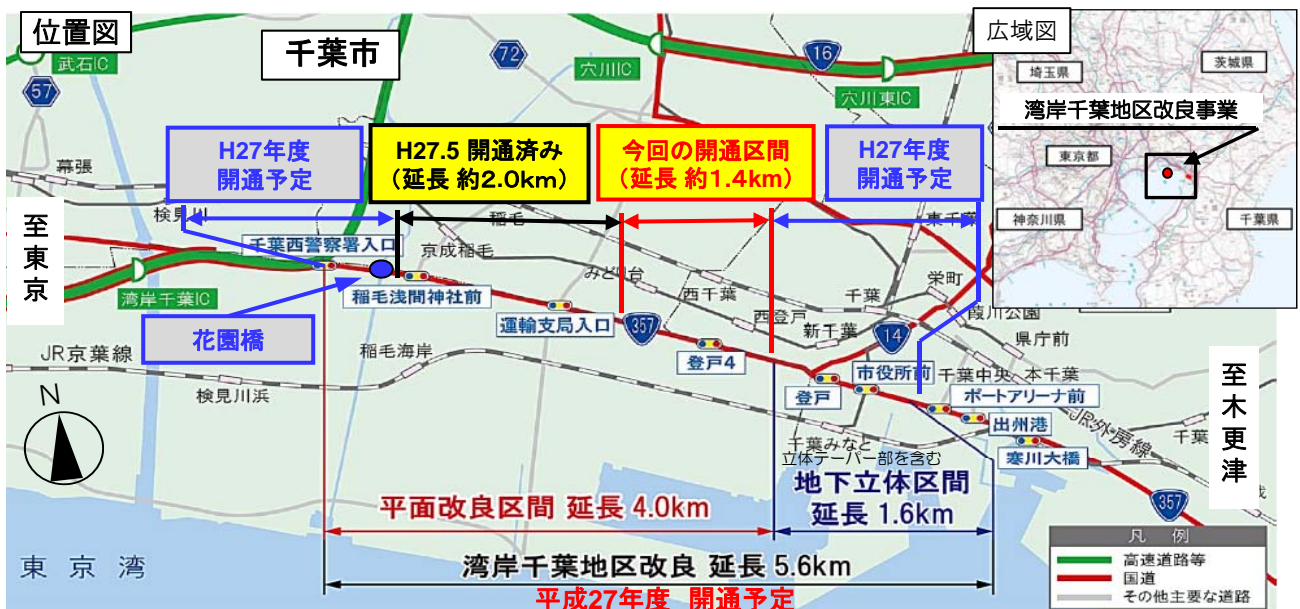 位置図
千葉市
広域図
武石IC
57
72
穴川IC
16
穴川東IC
埼玉県
茨城県
湾岸千葉地区改良事業
東京都
神奈川県
千葉県
H27年度
開通予定
H27.5 開通済み
(延長 約2.0km)
今回の開通区間
(延長 約1.4km)
H27年度
開通予定
幕張
検見川
稲毛
東千葉
至東京
千葉西警察署入口
京成稲毛
みどり台
西千葉
千葉
栄町
葭川公園
湾岸千葉IC
稲毛浅間神社前
運輸支局入口
357
西登戸
新千葉
14
県庁前
花園橋
JR京葉線
稲毛海岸
登戸4
市役所前
千葉中央
本千葉
至木更津
検見川浜
登戸
ポートアリーナ前
出州港
JR外房線
千葉みなと
立体テーパー部を含む
寒川大橋
N
平面改良区間 延長 4.0km
地下立体区間
延長 1.6km
357
湾岸千葉地区改良 延長 5.6km
平成27年度 開通予定
東京湾
凡例
高速道路等
国道
その他主要な道路